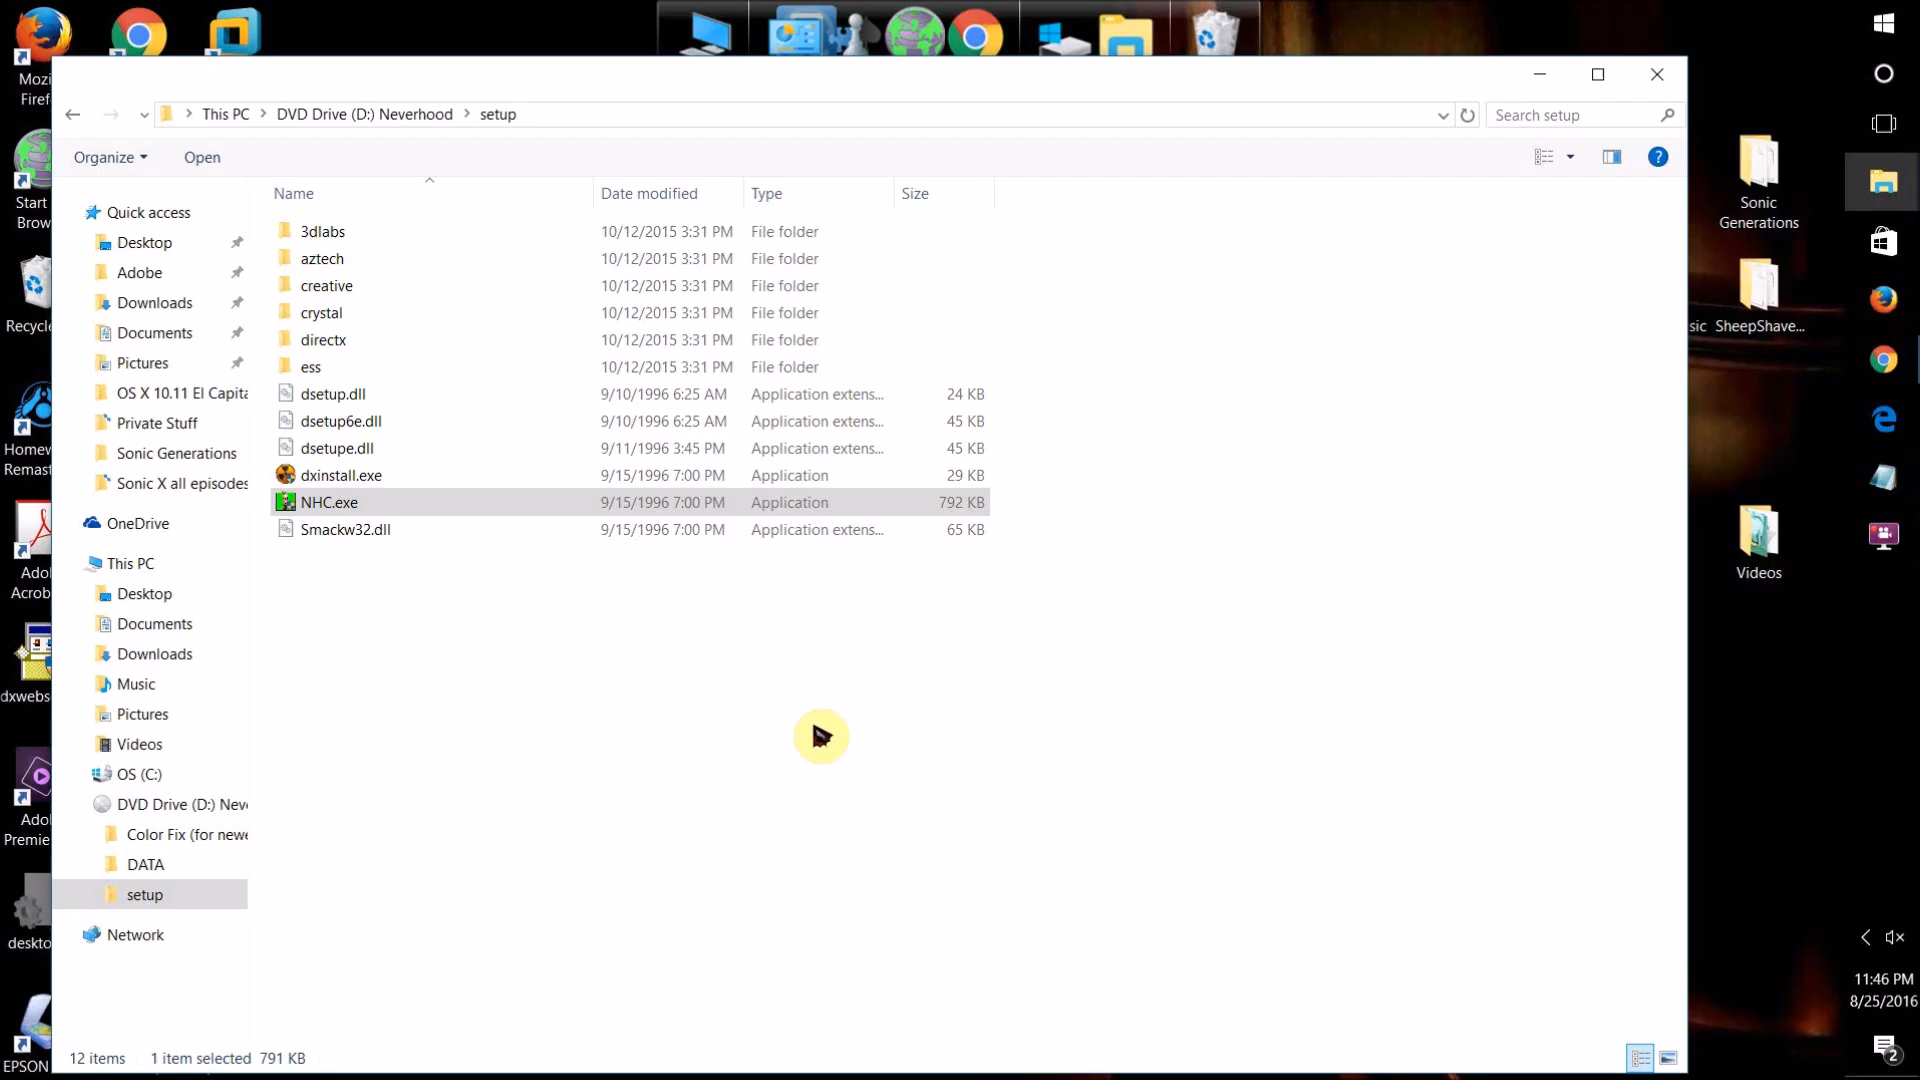 Mozi
Firef
Start
Brow
Recycle
Homew
Remast
Ado
Acrob
dxwebs
Ado
Premie
deskto
EPSON
This PC
DVD Drive (D:) Neverhood
setup
Search setup
Organize
Open
?
Name
Date modified
Type
Size
Quick access
Desktop
Adobe
Downloads
Documents
Pictures
OS X 10.11 El Capita
Private Stuff
Sonic Generations
Sonic X all episodes
OneDrive
This PC
Desktop
Documents
Downloads
Music
Pictures
Videos
OS (C:)
DVD Drive (D:) Nev
Color Fix (for newe
DATA
setup
Network
3dlabs 10/12/2015 3:31 PM File folder
aztech 10/12/2015 3:31 PM File folder
creative 10/12/2015 3:31 PM File folder
crystal 10/12/2015 3:31 PM File folder
directx 10/12/2015 3:31 PM File folder
ess 10/12/2015 3:31 PM File folder
dsetup.dll 9/10/1996 6:25 AM Application extens... 24 KB
dsetup6e.dll 9/10/1996 6:25 AM Application extens... 45 KB
dsetupe.dll 9/11/1996 3:45 PM Application extens... 45 KB
dxinstall.exe 9/15/1996 7:00 PM Application 29 KB
NHC.exe 9/15/1996 7:00 PM Application 792 KB
Smackw32.dll 9/15/1996 7:00 PM Application extens... 65 KB
12 items 1 item selected 791 KB
Sonic
Generations
sic
SheepShave...
Videos
11:46 PM
8/25/2016
2